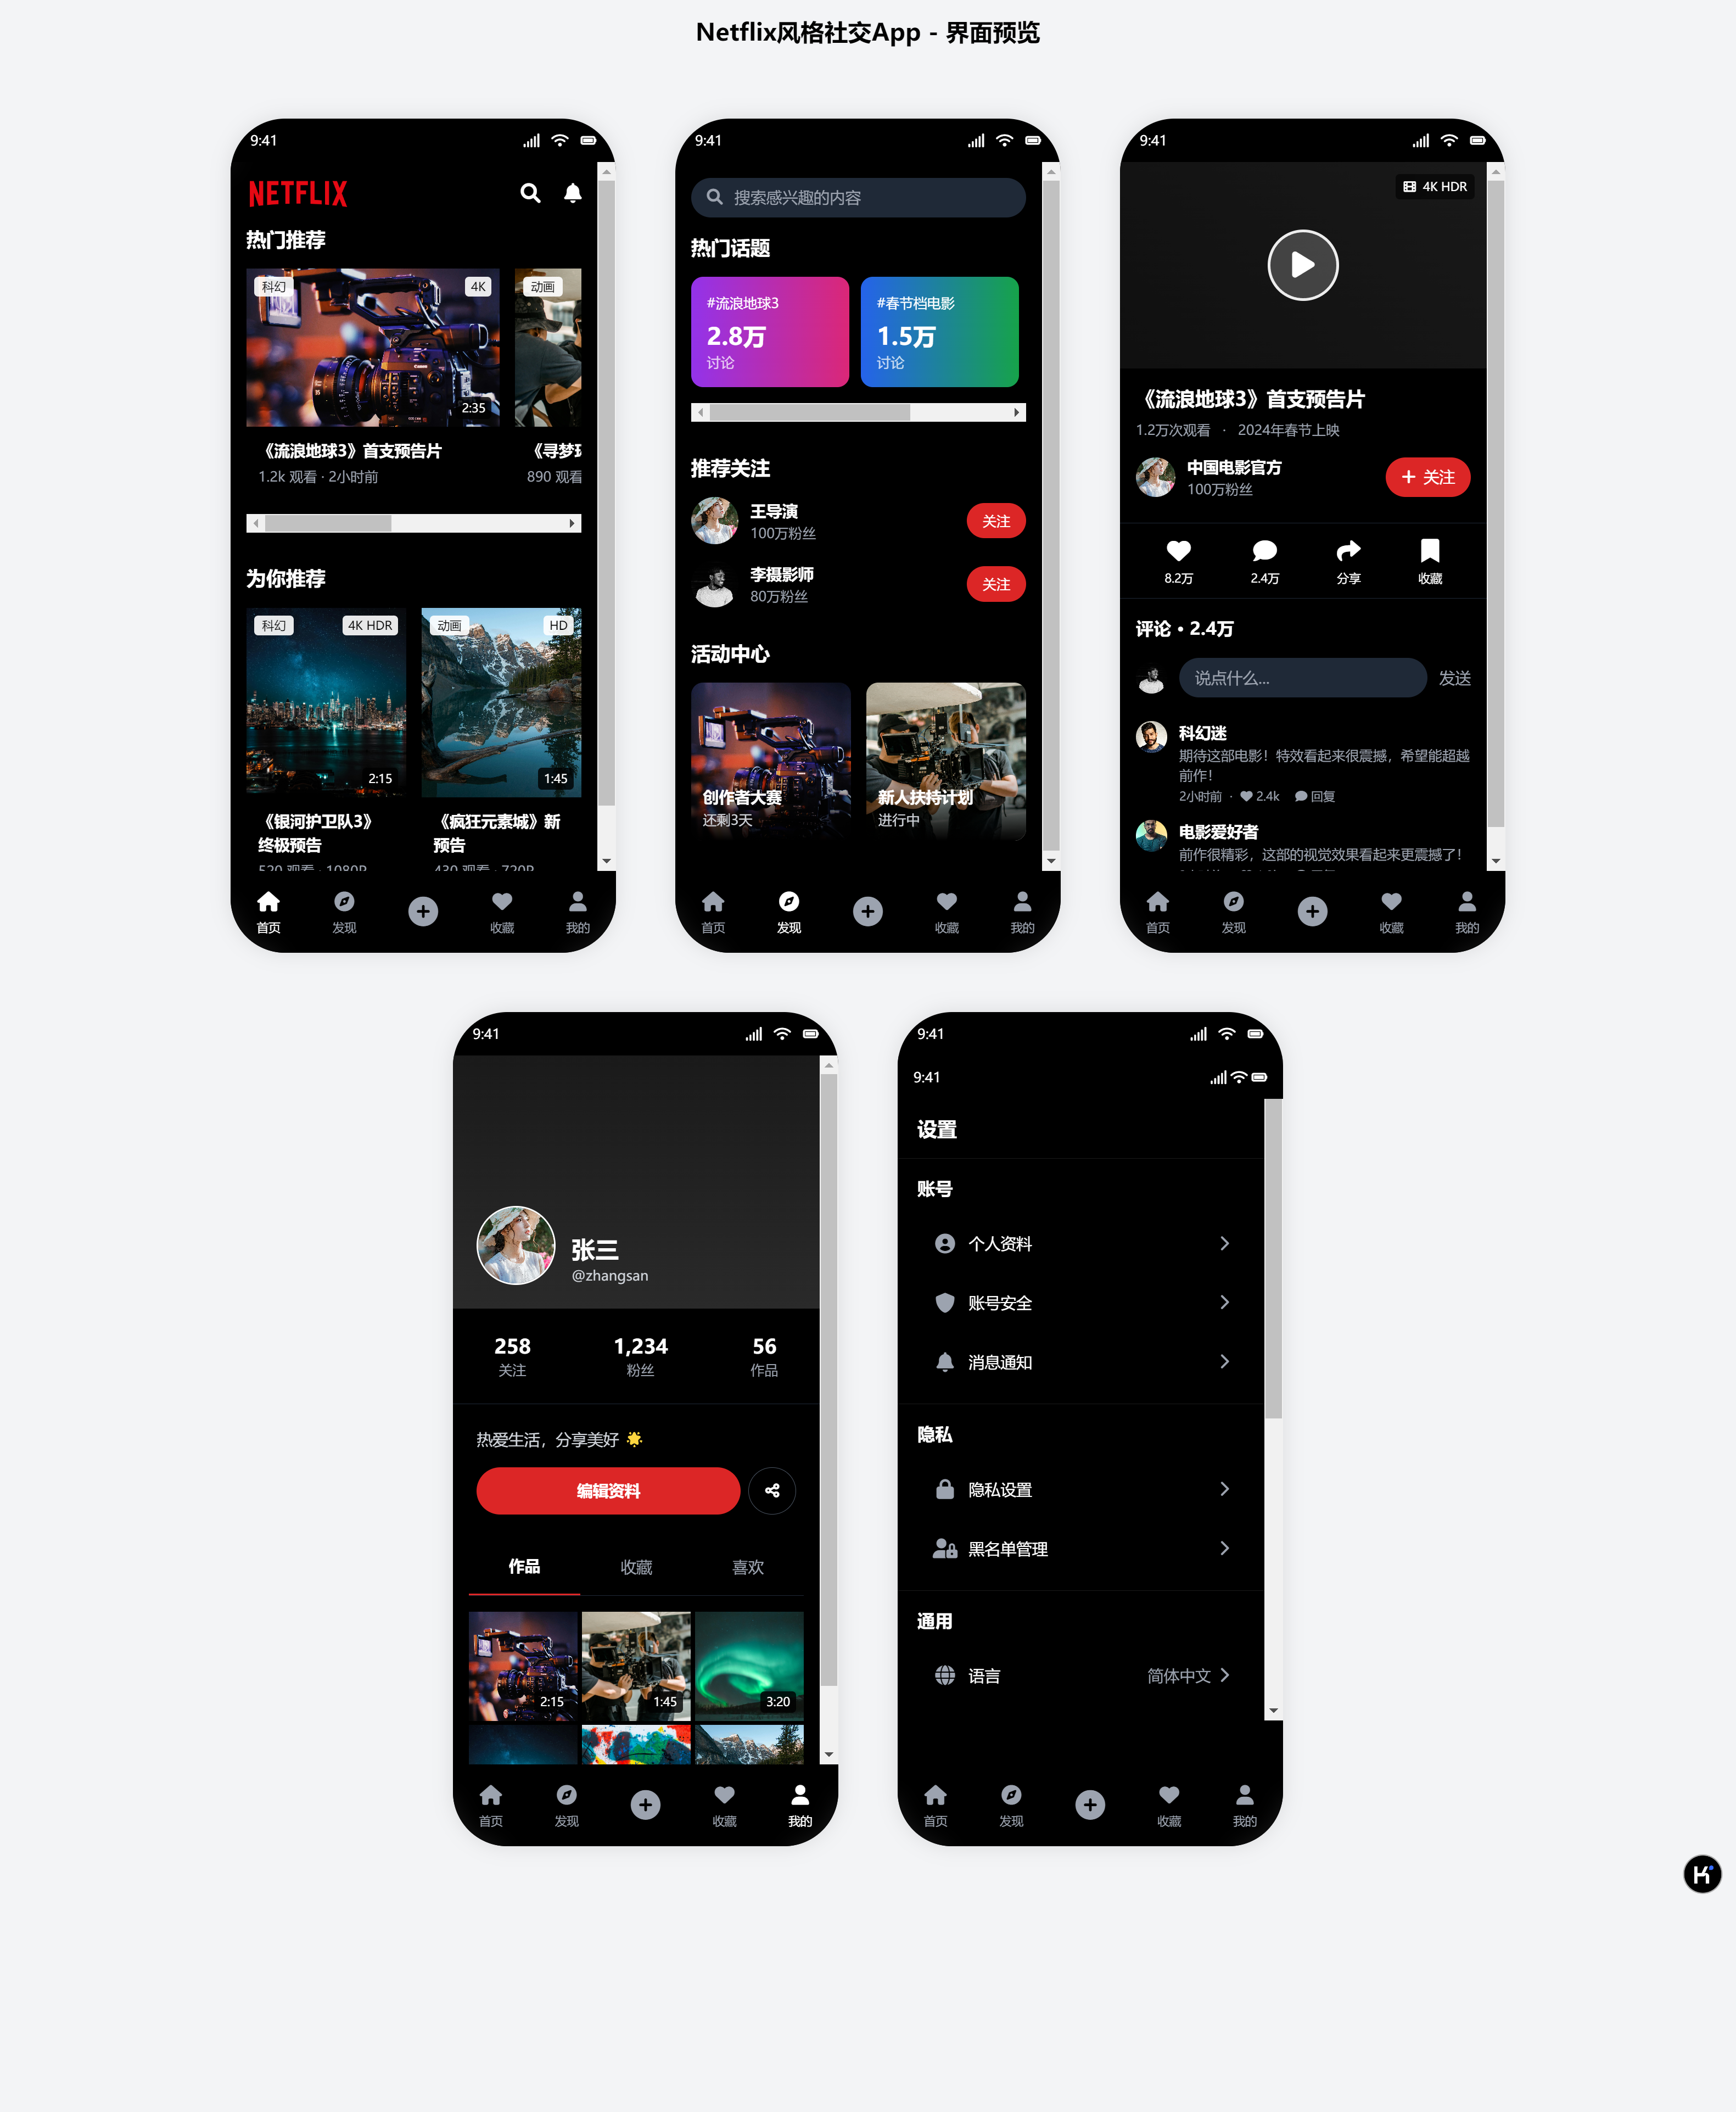 Netflix风格社交App - 界面预览
9:41
NETFLIX
热门推荐
科幻
4K
2:35
动画
《流浪地球3》首支预告片
1.2k 观看 · 2小时前
《寻梦环
890 观看
为你推荐
科幻
4K HDR
2:15
动画
HD
1:45
《银河护卫队3》
终极预告
520 观看 · 1080P
《疯狂元素城》新
预告
430 观看 · 720P
首页
发现
收藏
我的
9:41
搜索感兴趣的内容
热门话题
#流浪地球3
2.8万
讨论
#春节档电影
1.5万
讨论
推荐关注
王导演
100万粉丝
关注
李摄影师
80万粉丝
关注
活动中心
创作者大赛
还剩3天
新人扶持计划
进行中
首页
发现
收藏
我的
9:41
4K HDR
《流浪地球3》首支预告片
1.2万次观看 · 2024年春节上映
中国电影官方
100万粉丝
关注
8.2万
2.4万
分享
收藏
评论 • 2.4万
说点什么...
发送
科幻迷
期待这部电影！特效看起来很震撼，希望能超越
前作！
2小时前 · 2.4k 回复
电影爱好者
前作很精彩，这部的视觉效果看起来更震撼了！
首页
发现
收藏
我的
9:41
张三
@zhangsan
258
关注
1,234
粉丝
56
作品
热爱生活，分享美好 🌟
编辑资料
作品
收藏
喜欢
2:15
1:45
3:20
首页
发现
收藏
我的
9:41
9:41
设置
账号
个人资料
账号安全
消息通知
隐私
隐私设置
黑名单管理
通用
语言
简体中文
首页
发现
收藏
我的
K